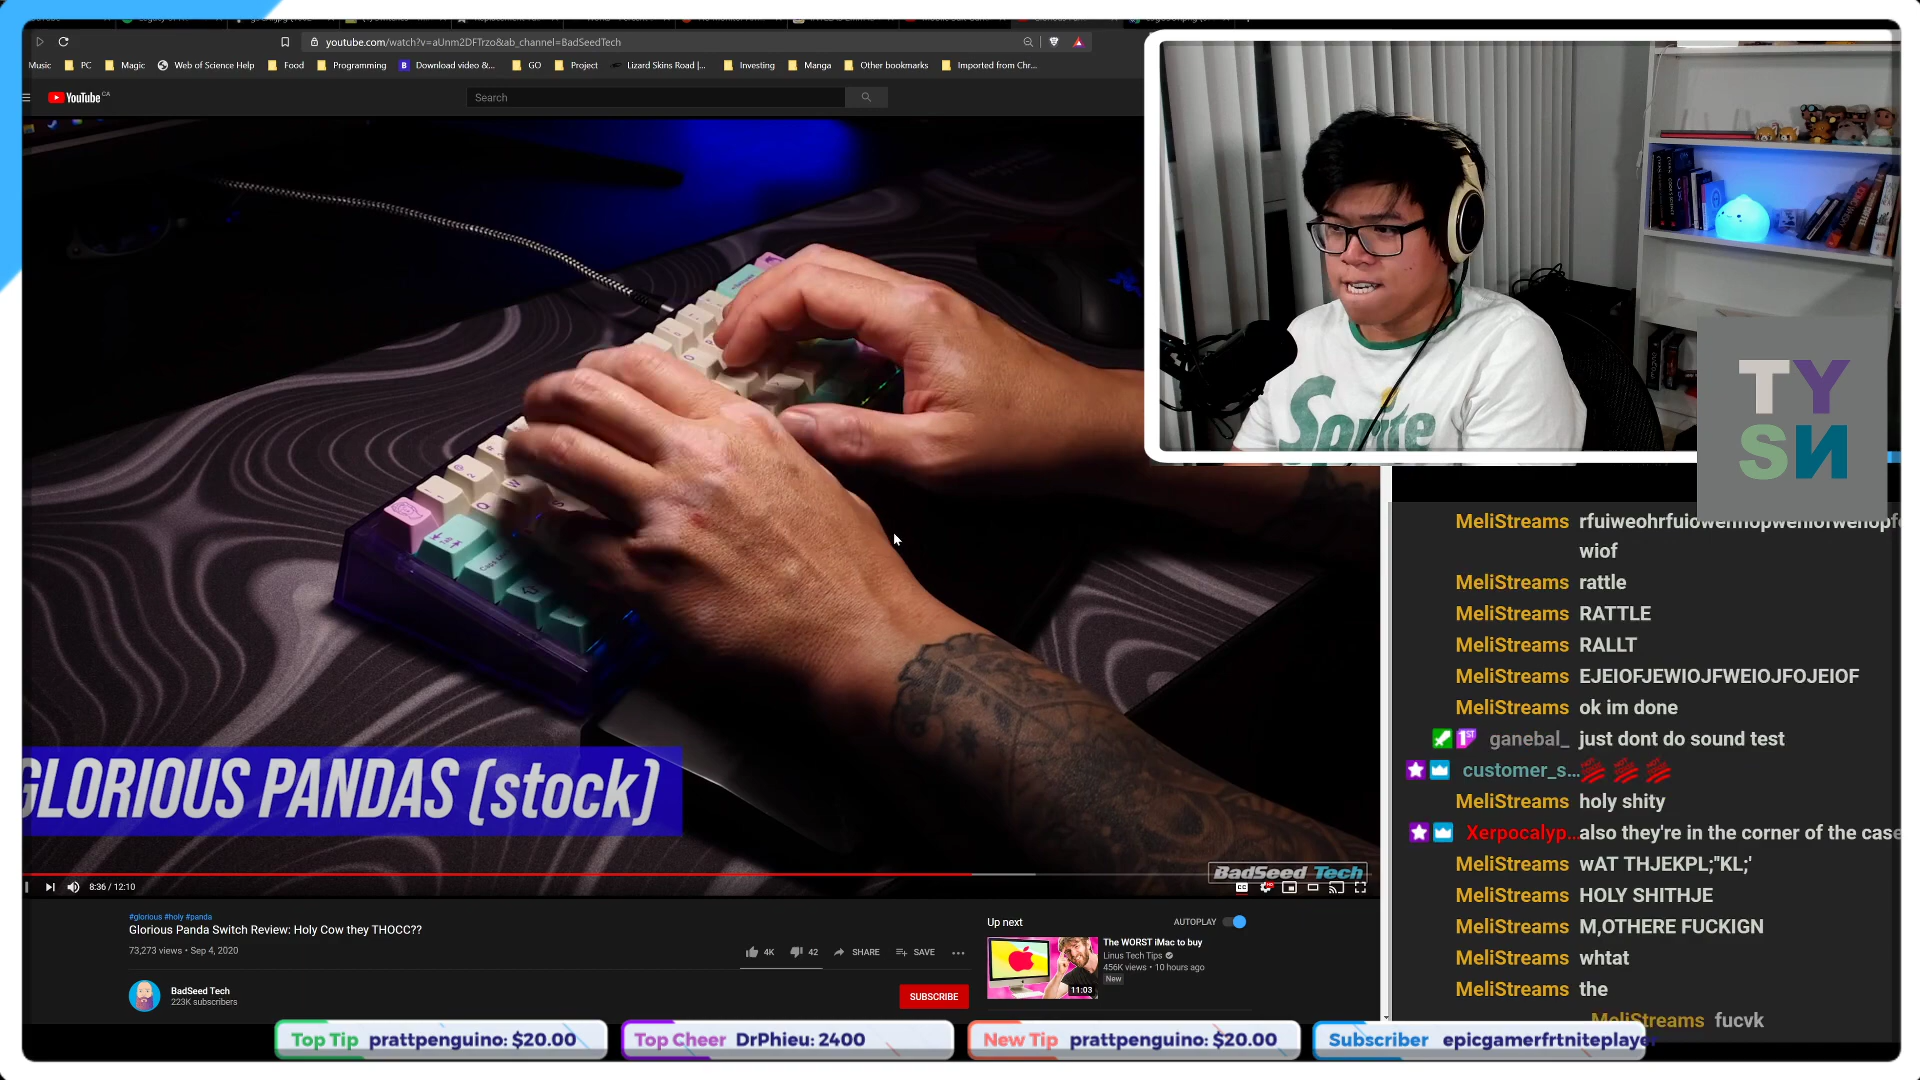 youtube.com/watch?v=aUnm2DFTrzo&ab_channel=BadSeedTech
Music PC Magic Web of Science Help Food Programming Download video &... GO Project Lizard Skins Road |... Investing Manga Other bookmarks Imported from Chr...
YouTube CA
Search
Sprite
TY
SN
GLORIOUS PANDAS (stock)
BadSeed Tech
8:36 / 12:10
#glorious #holy #panda
Glorious Panda Switch Review: Holy Cow they THOCC??
73,273 views • Sep 4, 2020
4K 42 SHARE SAVE
BadSeed Tech
223K subscribers
SUBSCRIBE
Up next
AUTOPLAY
The WORST iMac to buy
Linus Tech Tips
456K views • 10 hours ago
New
11:03
MeliStreams
wiof
MeliStreams rattle
MeliStreams RATTLE
MeliStreams RALLT
MeliStreams EJEIOFJEWIOJFWEIOJFOJEIOF
MeliStreams ok im done
1ST ganebal_ just dont do sound test
customer_s...
MeliStreams holy shity
Xerpocalyp... also they're in the corner of the case
MeliStreams wAT THJEKPL;"KL;'
MeliStreams HOLY SHITHJE
MeliStreams M,OTHERE FUCKIGN
MeliStreams whtat
MeliStreams the
MeliStreams fucvk
Top Tip prattpenguino: $20.00
Top Cheer DrPhieu: 2400
New Tip prattpenguino: $20.00
Subscriber epicgamerfrtniteplayer